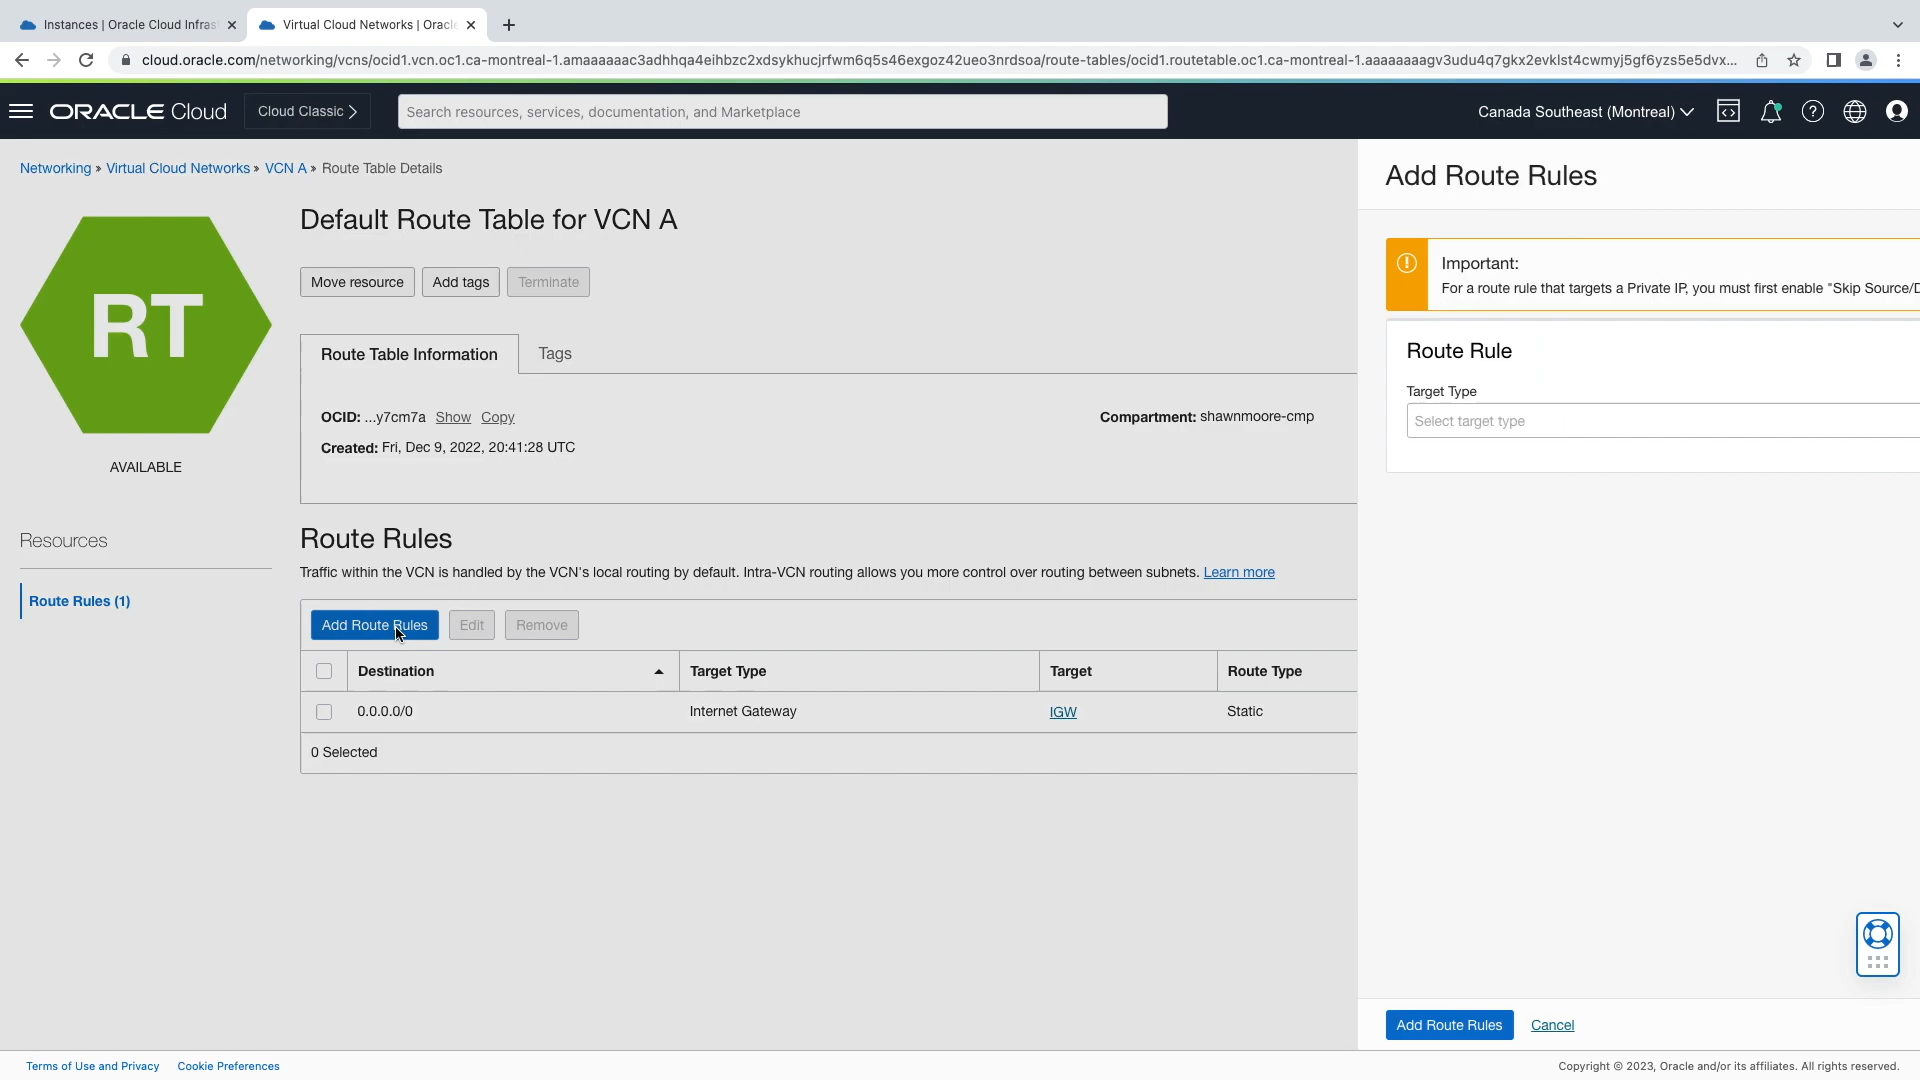 Instances | Oracle Cloud Infras
Virtual Cloud Networks | Oracle
cloud.oracle.com/networking/vcns/ocid1.vcn.oc1.ca-montreal-1.amaaaaaac3adhhqa4eihbzc2xdsykhucjrfwm6q5s46exgoz42ueo3nrdsoa/route-tables/ocid1.routetable.oc1.ca-montreal-1.aaaaaaaagv3udu4q7gkx2evklst4cwmyj5gf6yzs5e5dvx...
ORACLE Cloud
Cloud Classic
Search resources, services, documentation, and Marketplace
Canada Southeast (Montreal)
Networking » Virtual Cloud Networks » VCN A » Route Table Details
RT
AVAILABLE
Resources
Route Rules (1)
Default Route Table for VCN A
Move resource
Add tags
Terminate
Route Table Information
Tags
OCID: ...y7cm7a Show Copy
Compartment: shawnmoore-cmp
Created: Fri, Dec 9, 2022, 20:41:28 UTC
Route Rules
Traffic within the VCN is handled by the VCN's local routing by default. Intra-VCN routing allows you more control over routing between subnets. Learn more
Add Route Rules
Edit
Remove
Destination
Target Type
Target
Route Type
0.0.0.0/0
Internet Gateway
IGW
Static
0 Selected
Add Route Rules
Important:
For a route rule that targets a Private IP, you must first enable "Skip Source/D
Route Rule
Target Type
Select target type
Add Route Rules
Cancel
Terms of Use and Privacy
Cookie Preferences
Copyright © 2023, Oracle and/or its affiliates. All rights reserved.